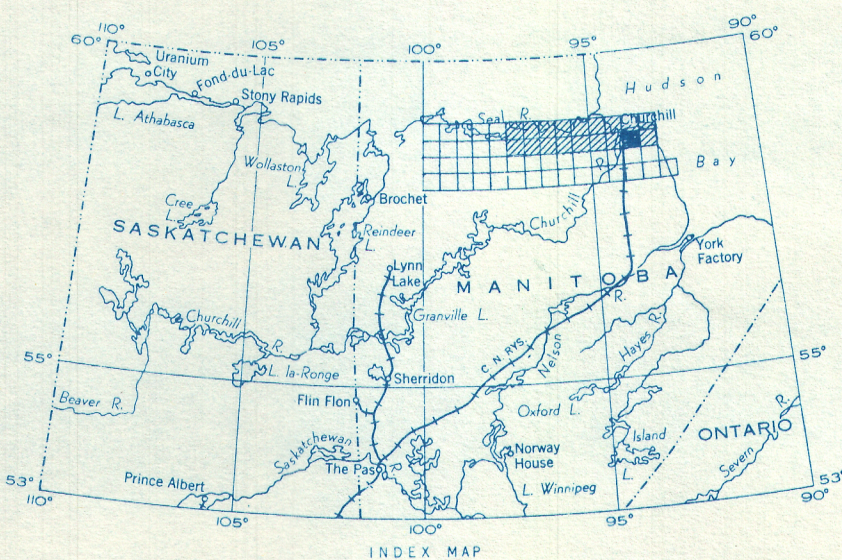 110°
60°
105°
100°
95°
90°
60°
Uranium
City
Fond-du-Lac
Stony Rapids
L. Athabasca
Hudson
Bay
Seal R.
Churchill
Wollaston
L.
Brochet
Cree
L.
SASKATCHEWAN
Reindeer
L.
Churchill
R.
York
Factory
Lynn
Lake
MANITOBA
Granville L.
R.
Churchill
R.
C. N. RYS.
Nelson
Hayes R.
55°
L. la-Ronge
Sherridon
55°
Beaver R.
Flin Flon
Oxford L.
Island
L.
ONTARIO
R.
Severn
Saskatchewan
R.
The Pas
Norway
House
L. Winnipeg
Prince Albert
53°
110°
105°
100°
95°
53°
90°
INDEX MAP